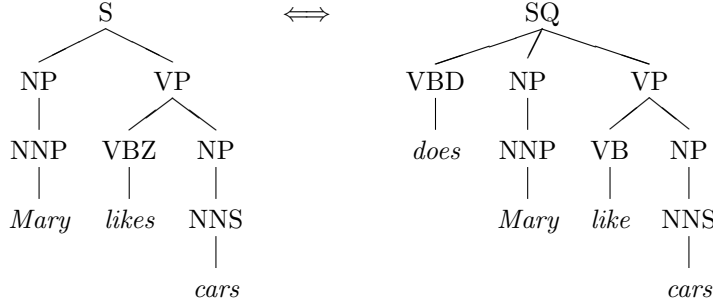 S ⟺ SQ
NP VP VBD NP VP
NNP VBZ NP does NNP VB NP
Mary likes NNS Mary like NNS
cars cars